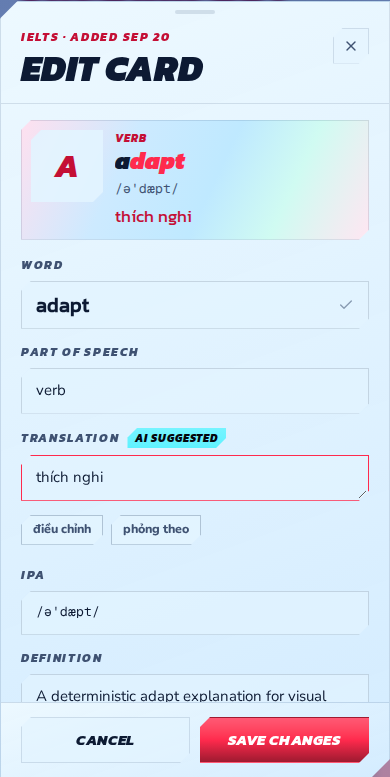 IELTS · ADDED SEP 20
EDIT CARD
A
VERB
adapt
/əˈdæpt/
thích nghi
WORD
adapt
PART OF SPEECH
verb
TRANSLATION AI SUGGESTED
thích nghi
điều chỉnh phỏng theo
IPA
/əˈdæpt/
DEFINITION
A deterministic adapt explanation for visual
CANCEL SAVE CHANGES